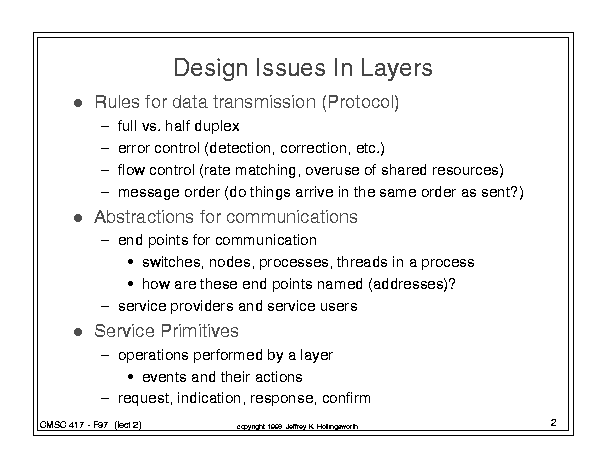 Design Issues In Layers
● Rules for data transmission (Protocol)
– full vs. half duplex
– error control (detection, correction, etc.)
– flow control (rate matching, overuse of shared resources)
– message order (do things arrive in the same order as sent?)
● Abstractions for communications
– end points for communication
• switches, nodes, processes, threads in a process
• how are these end points named (addresses)?
– service providers and service users
● Service Primitives
– operations performed by a layer
• events and their actions
– request, indication, response, confirm
CMSC 417 - F97 (lect 2)
copyright 1996 Jeffrey K. Hollingsworth
2